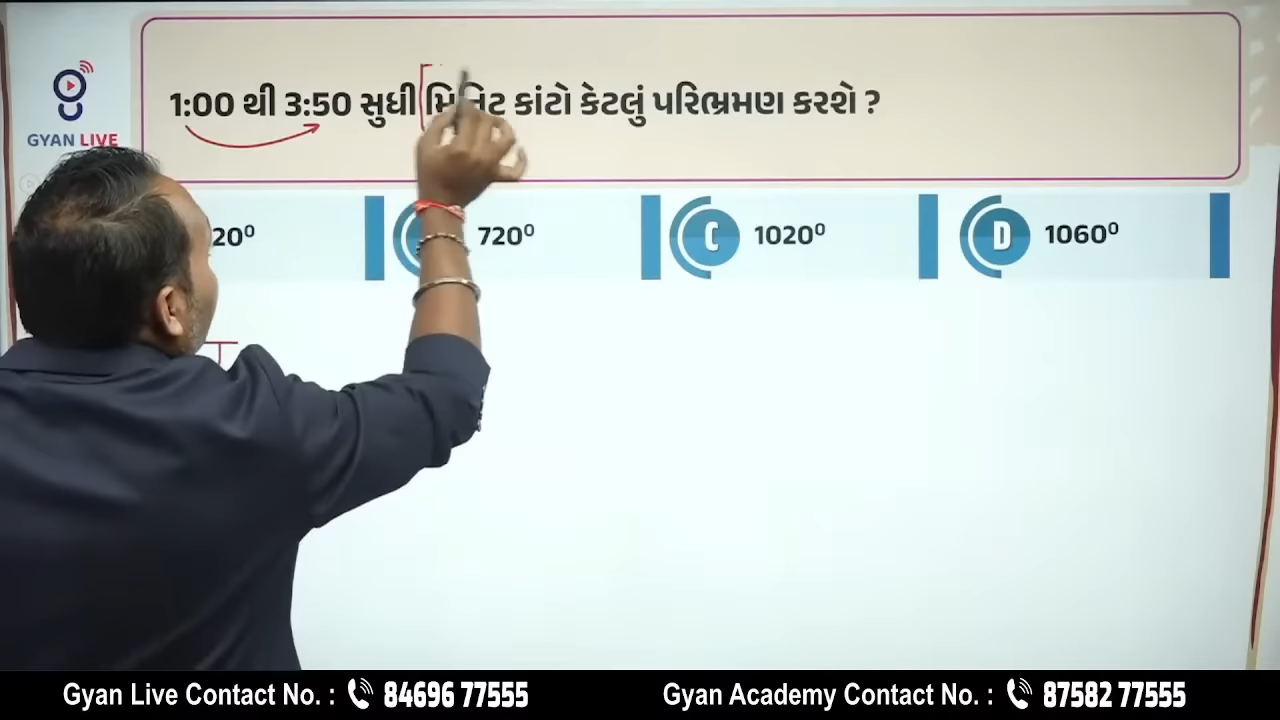 GYAN LIVE
1:00 થી 3:50 સુધી મિનિટ કાંટો કેટલું પરિભ્રમણ કરશે ?
20⁰
720⁰
C 1020⁰
D 1060⁰
Gyan Live Contact No. : 84696 77555
Gyan Academy Contact No. : 87582 77555